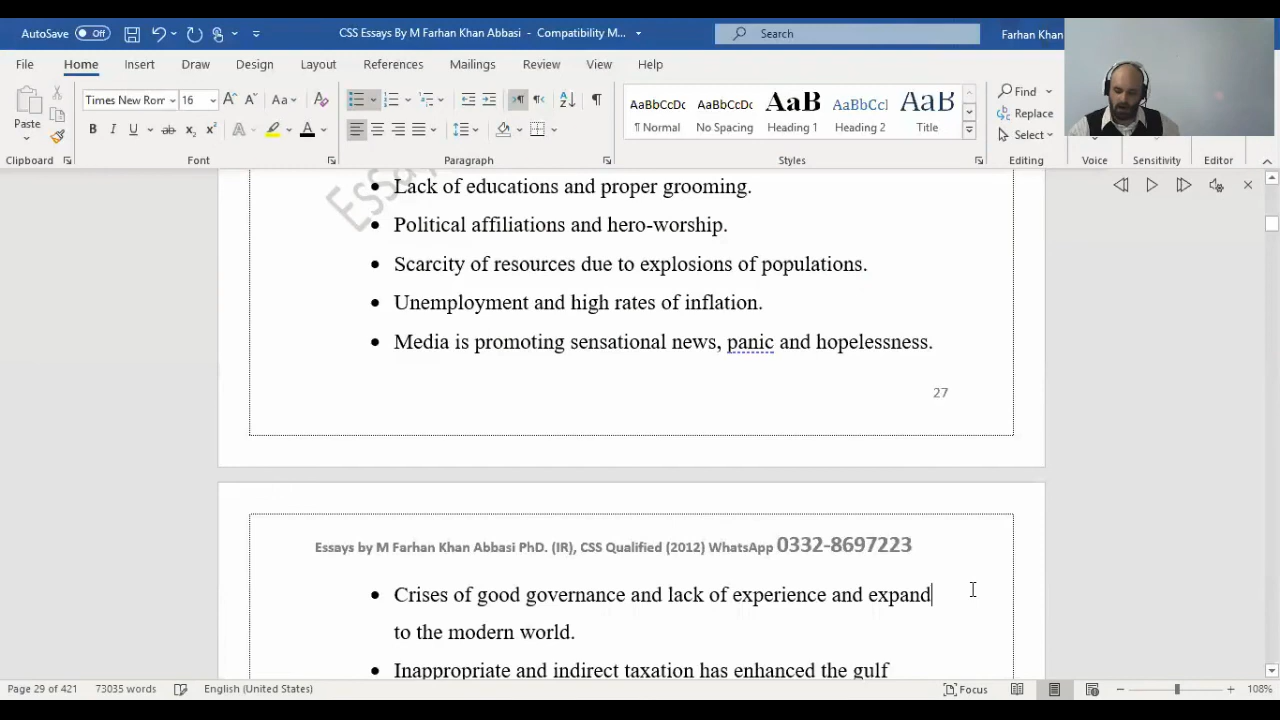 AutoSave Off CSS Essays By M Farhan Khan Abbasi - Compatibility M... Search Farhan Khan
File Home Insert Draw Design Layout References Mailings Review View Help
Paste Times New Rorr 16 A A Aa A AaBbCcDc AaBbCcDc AaB AaBbCcl AaB Find
Replace
B I U ab x₂ x² A A ¶ Normal No Spacing Heading 1 Heading 2 Title Select
Clipboard Font Paragraph Styles Editing Voice Sensitivity Editor
Essay
• Lack of educations and proper grooming.
• Political affiliations and hero-worship.
• Scarcity of resources due to explosions of populations.
• Unemployment and high rates of inflation.
• Media is promoting sensational news, panic and hopelessness.
27
Essays by M Farhan Khan Abbasi PhD. (IR), CSS Qualified (2012) WhatsApp 0332-8697223
• Crises of good governance and lack of experience and expand
to the modern world.
• Inappropriate and indirect taxation has enhanced the gulf
Page 29 of 421 73035 words English (United States) Focus 108%